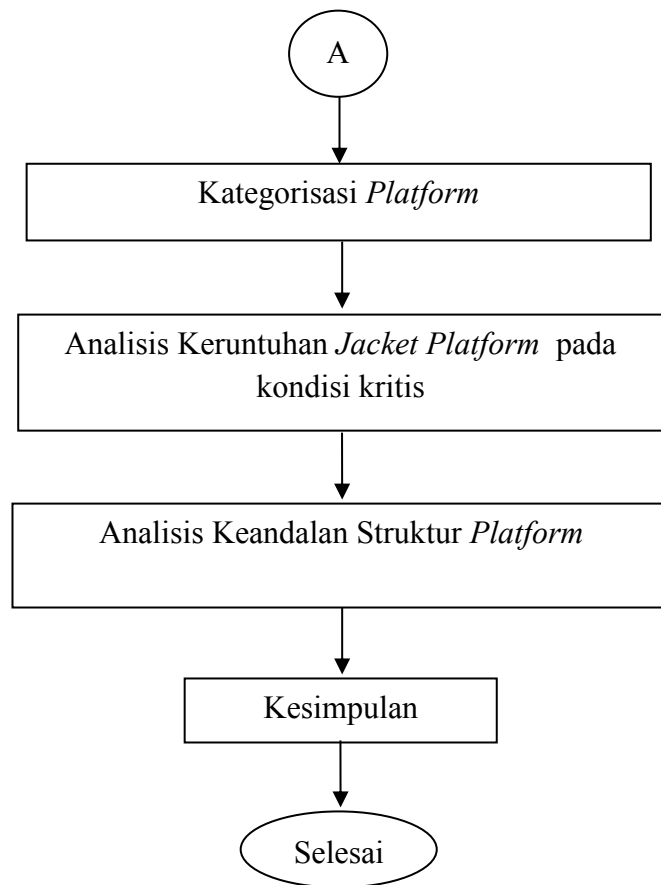 A
Kategorisasi Platform
Analisis Keruntuhan Jacket Platform pada
kondisi kritis
Analisis Keandalan Struktur Platform
Kesimpulan
Selesai